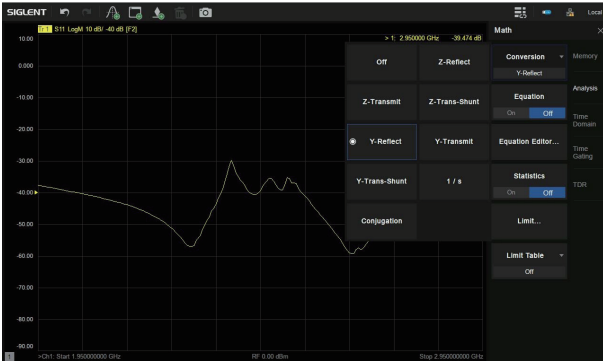 SIGLENT
Local
Tr 1 S11 LogM 10 dB/ -40 dB [F2]
> 1: 2.950000 GHz -39.474 dB
10.00
0.000
-10.00
-20.00
-30.00
-40.00
-50.00
-60.00
-70.00
-80.00
-90.00
Off
Z-Reflect
Z-Transmit
Z-Trans-Shunt
Y-Reflect
Y-Transmit
Y-Trans-Shunt
1 / s
Conjugation
Math
Conversion
Y-Reflect
Equation
On Off
Equation Editor...
Statistics
On Off
Limit...
Limit Table
Off
Memory
Analysis
Time
Domain
Time
Gating
TDR
1 >Ch1: Start 1.950000000 GHz RF 0.00 dBm Stop 2.950000000 GHz